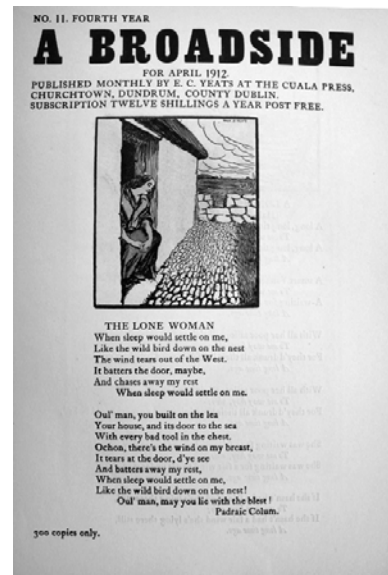 NO. 11. FOURTH YEAR
A BROADSIDE
FOR APRIL 1912.
PUBLISHED MONTHLY BY E. C. YEATS AT THE CUALA PRESS,
CHURCHTOWN, DUNDRUM, COUNTY DUBLIN.
SUBSCRIPTION TWELVE SHILLINGS A YEAR POST FREE.
THE LONE WOMAN
When sleep would settle on me,
Like the wild bird down on the nest
The wind tears out of the West.
It batters the door, maybe,
And chases away my rest
When sleep would settle on me.
Oul' man, you built on the lea
Your house, and its door to the sea
With every bad tool in the chest.
Ochon, there's the wind on my breast,
It tears at the door, d'ye see
And batters away my rest,
When sleep would settle on me,
Like the wild bird down on the nest!
Oul' man, may you lie with the blest!
Padraic Colum.
300 copies only.